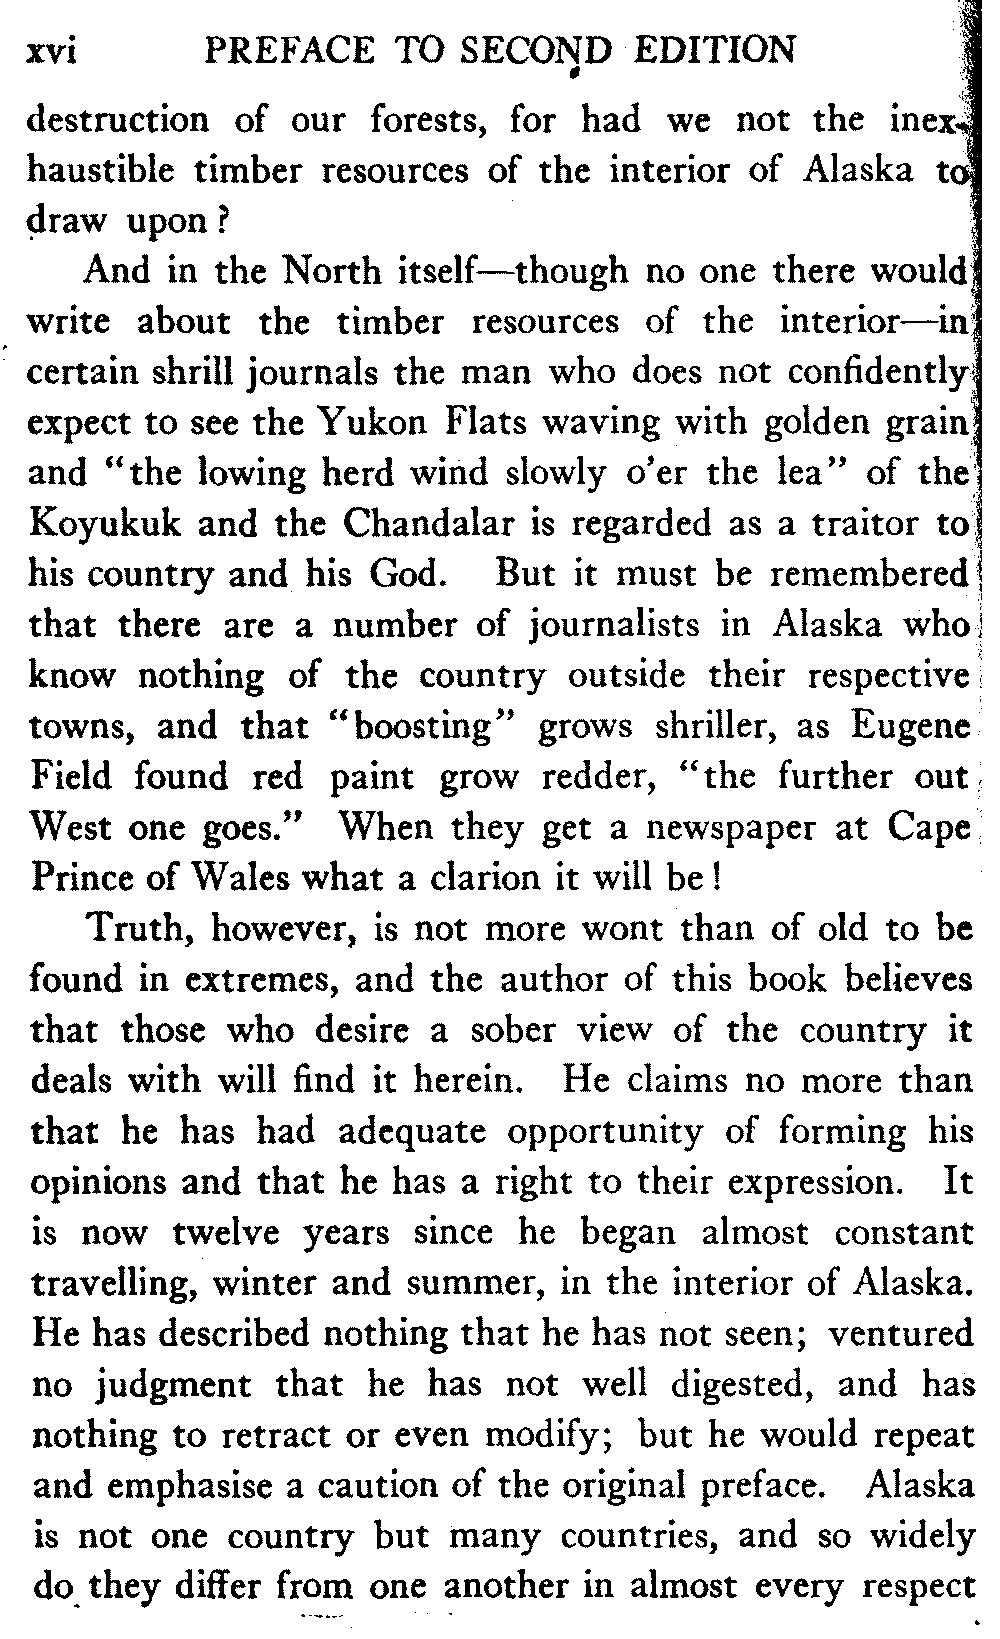 xvi PREFACE TO SECOND EDITION
destruction of our forests, for had we not the inex-
haustible timber resources of the interior of Alaska to
draw upon?
And in the North itself—though no one there would
write about the timber resources of the interior—in
certain shrill journals the man who does not confidently
expect to see the Yukon Flats waving with golden grain
and "the lowing herd wind slowly o'er the lea" of the
Koyukuk and the Chandalar is regarded as a traitor to
his country and his God. But it must be remembered
that there are a number of journalists in Alaska who
know nothing of the country outside their respective
towns, and that "boosting" grows shriller, as Eugene
Field found red paint grow redder, "the further out
West one goes." When they get a newspaper at Cape
Prince of Wales what a clarion it will be!
Truth, however, is not more wont than of old to be
found in extremes, and the author of this book believes
that those who desire a sober view of the country it
deals with will find it herein. He claims no more than
that he has had adequate opportunity of forming his
opinions and that he has a right to their expression. It
is now twelve years since he began almost constant
travelling, winter and summer, in the interior of Alaska.
He has described nothing that he has not seen; ventured
no judgment that he has not well digested, and has
nothing to retract or even modify; but he would repeat
and emphasise a caution of the original preface. Alaska
is not one country but many countries, and so widely
do they differ from one another in almost every respect